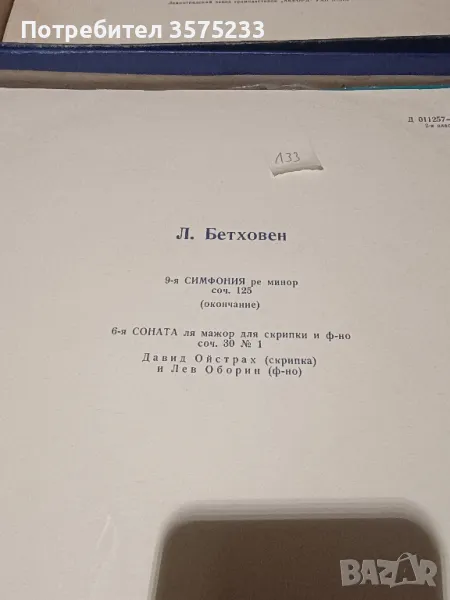 Потребител 3575233
Д 011257-
133
Л. Бетховен
9-я СИМФОНИЯ ре минор
соч. 125
(окончание)
6-я СОНАТА ля мажор для скрипки и ф-но
соч. 30 № 1
Давид Ойстрах (скрипка)
и Лев Оборин (ф-но)
BAZAR